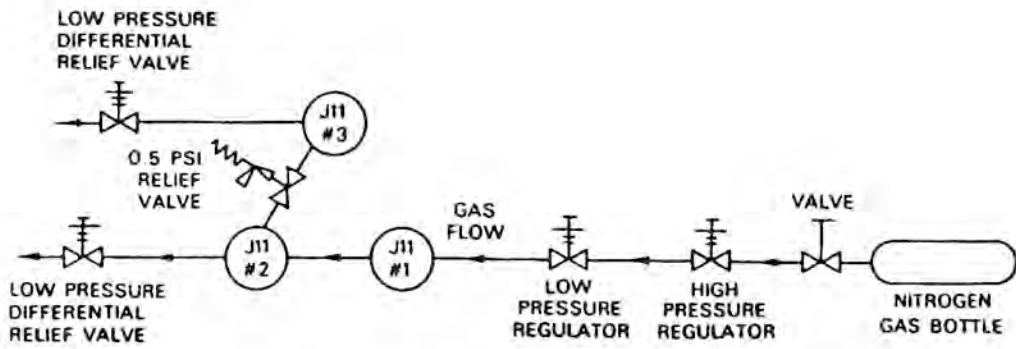 LOW PRESSURE
DIFFERENTIAL
RELIEF VALVE
J11
#3
0.5 PSI
RELIEF
VALVE
GAS
FLOW
VALVE
J11
#2
J11
#1
LOW PRESSURE
DIFFERENTIAL
RELIEF VALVE
LOW
PRESSURE
REGULATOR
HIGH
PRESSURE
REGULATOR
NITROGEN
GAS BOTTLE